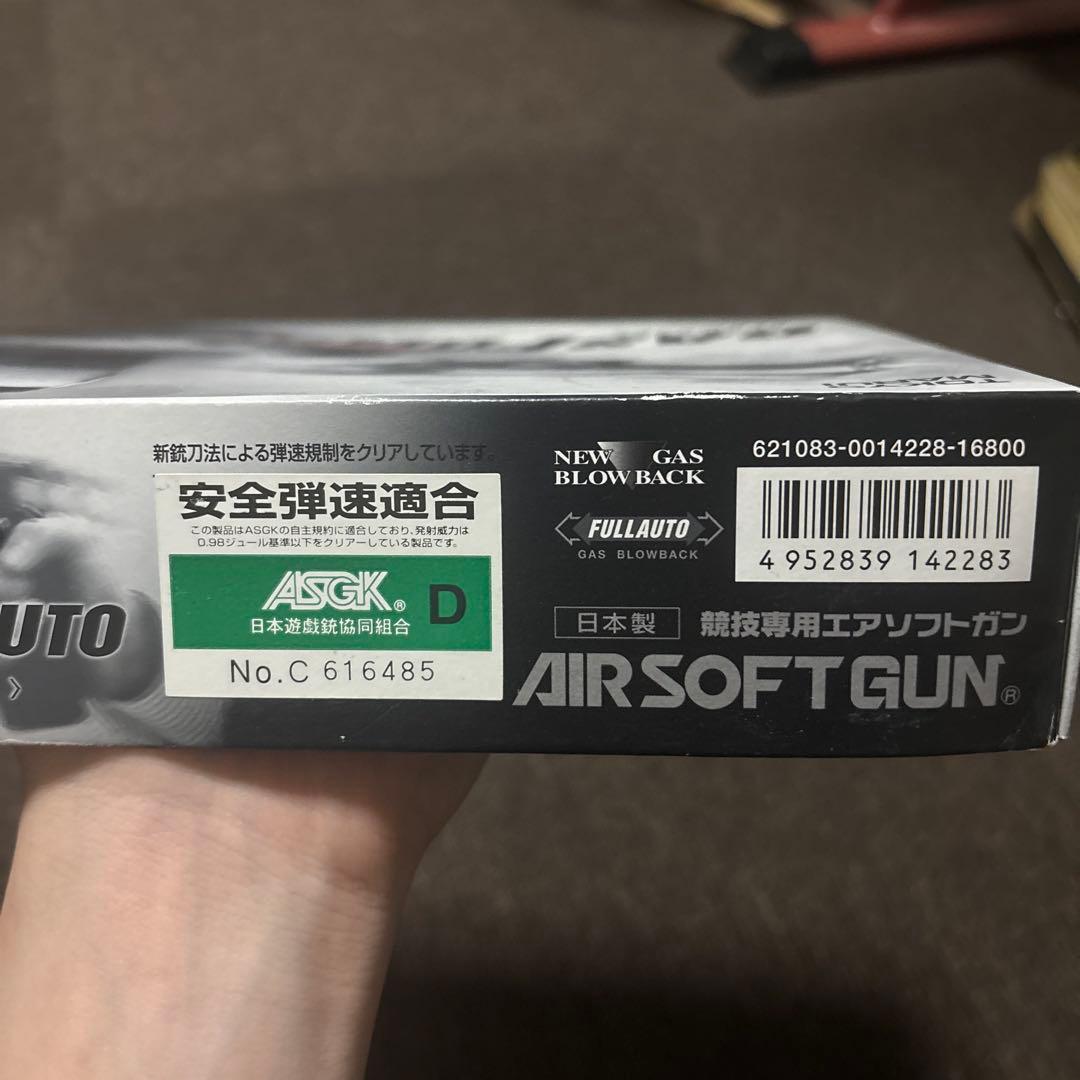 TOKYO
MARUI
新銃刀法による弾速規制をクリアしています。
安全弾速適合
この製品はASGKの自主規約に適合しており、発射威力は
0.98ジュール基準以下をクリアーしている製品です。
ASGK® D
日本遊戯銃協同組合
No.C 616485
UTO
》
NEW GAS
BLOW BACK
FULLAUTO
GAS BLOWBACK
621083-0014228-16800
4 952839 142283
日本製 競技専用エアソフトガン
AIRSOFTGUN®